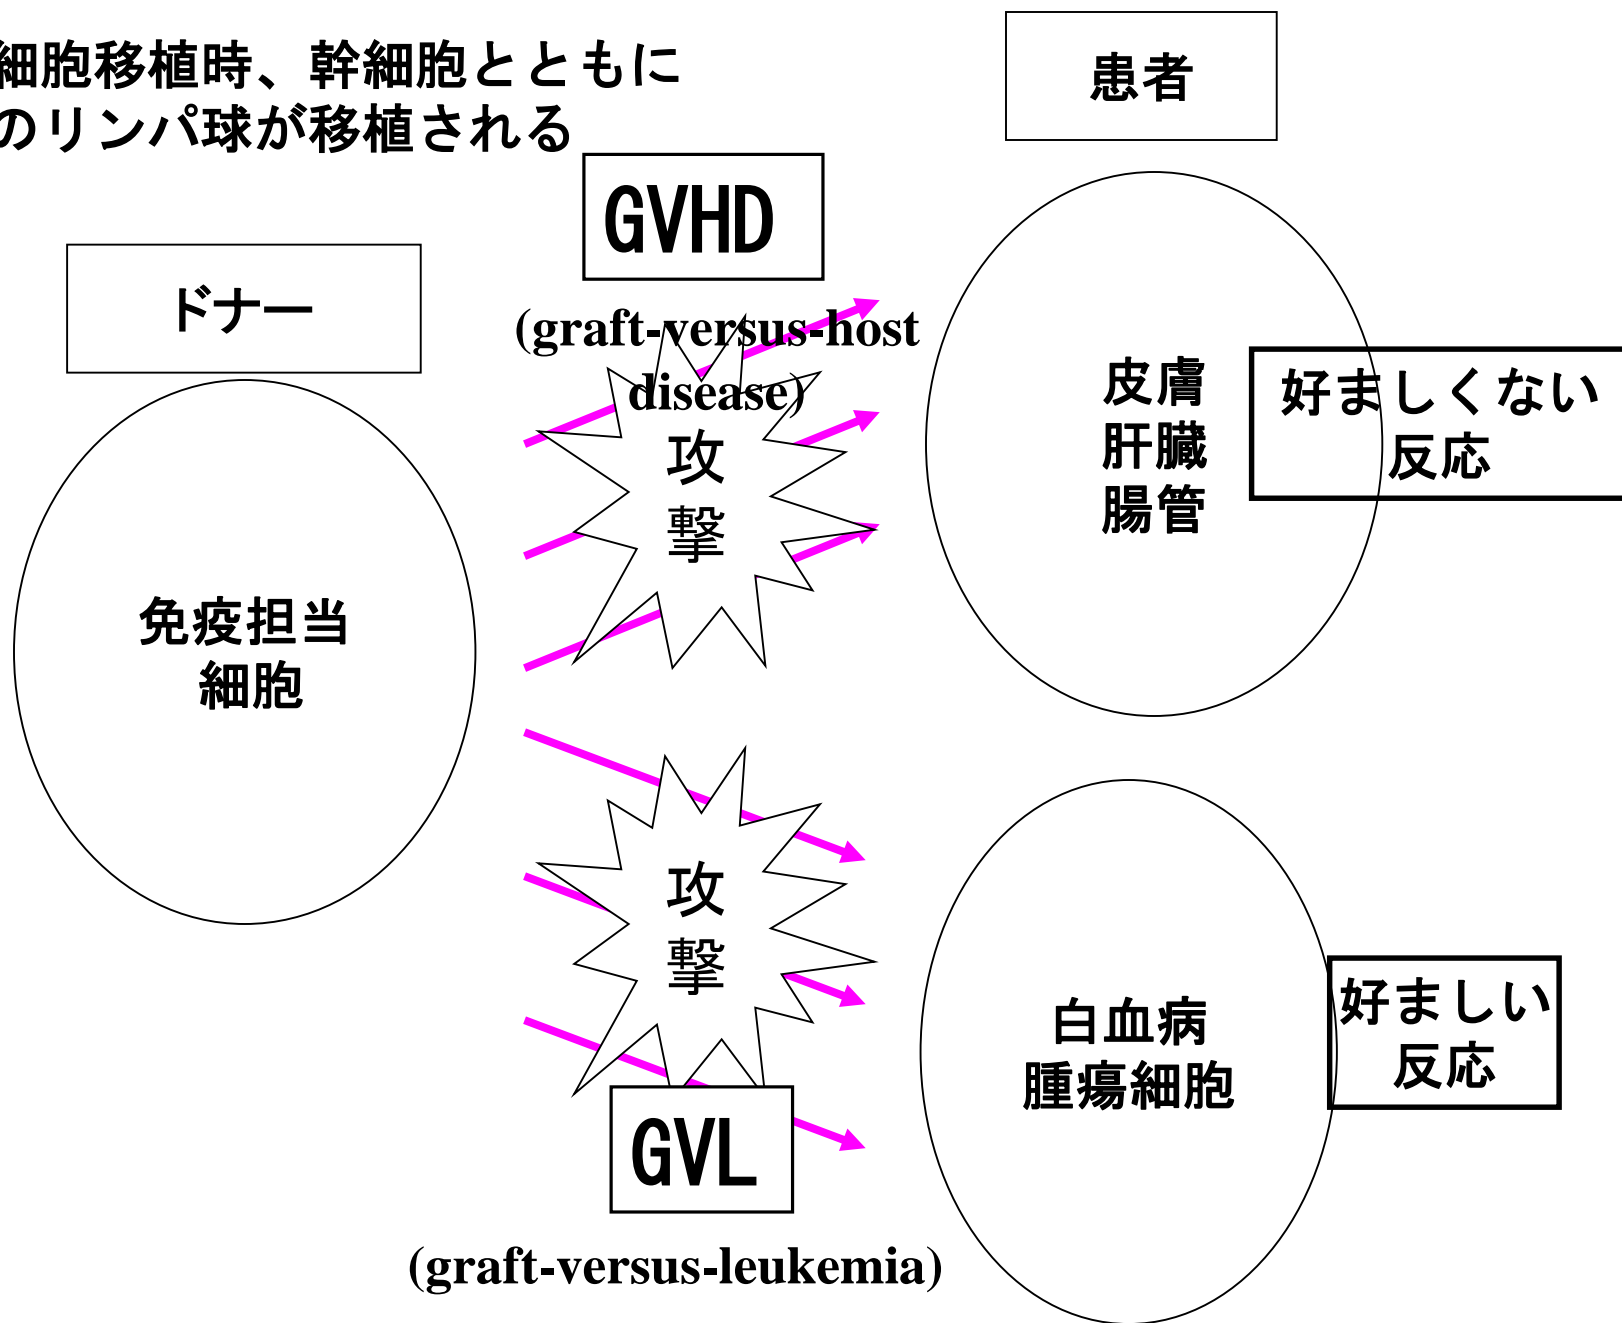 細胞移植時、幹細胞とともに
のリンパ球が移植される
患者
GVHD
(graft-versus-host
disease)
ドナー
攻
撃
皮膚
肝臓
腸管
好ましくない
反応
免疫担当
細胞
攻
撃
白血病
腫瘍細胞
好ましい
反応
GVL
(graft-versus-leukemia)